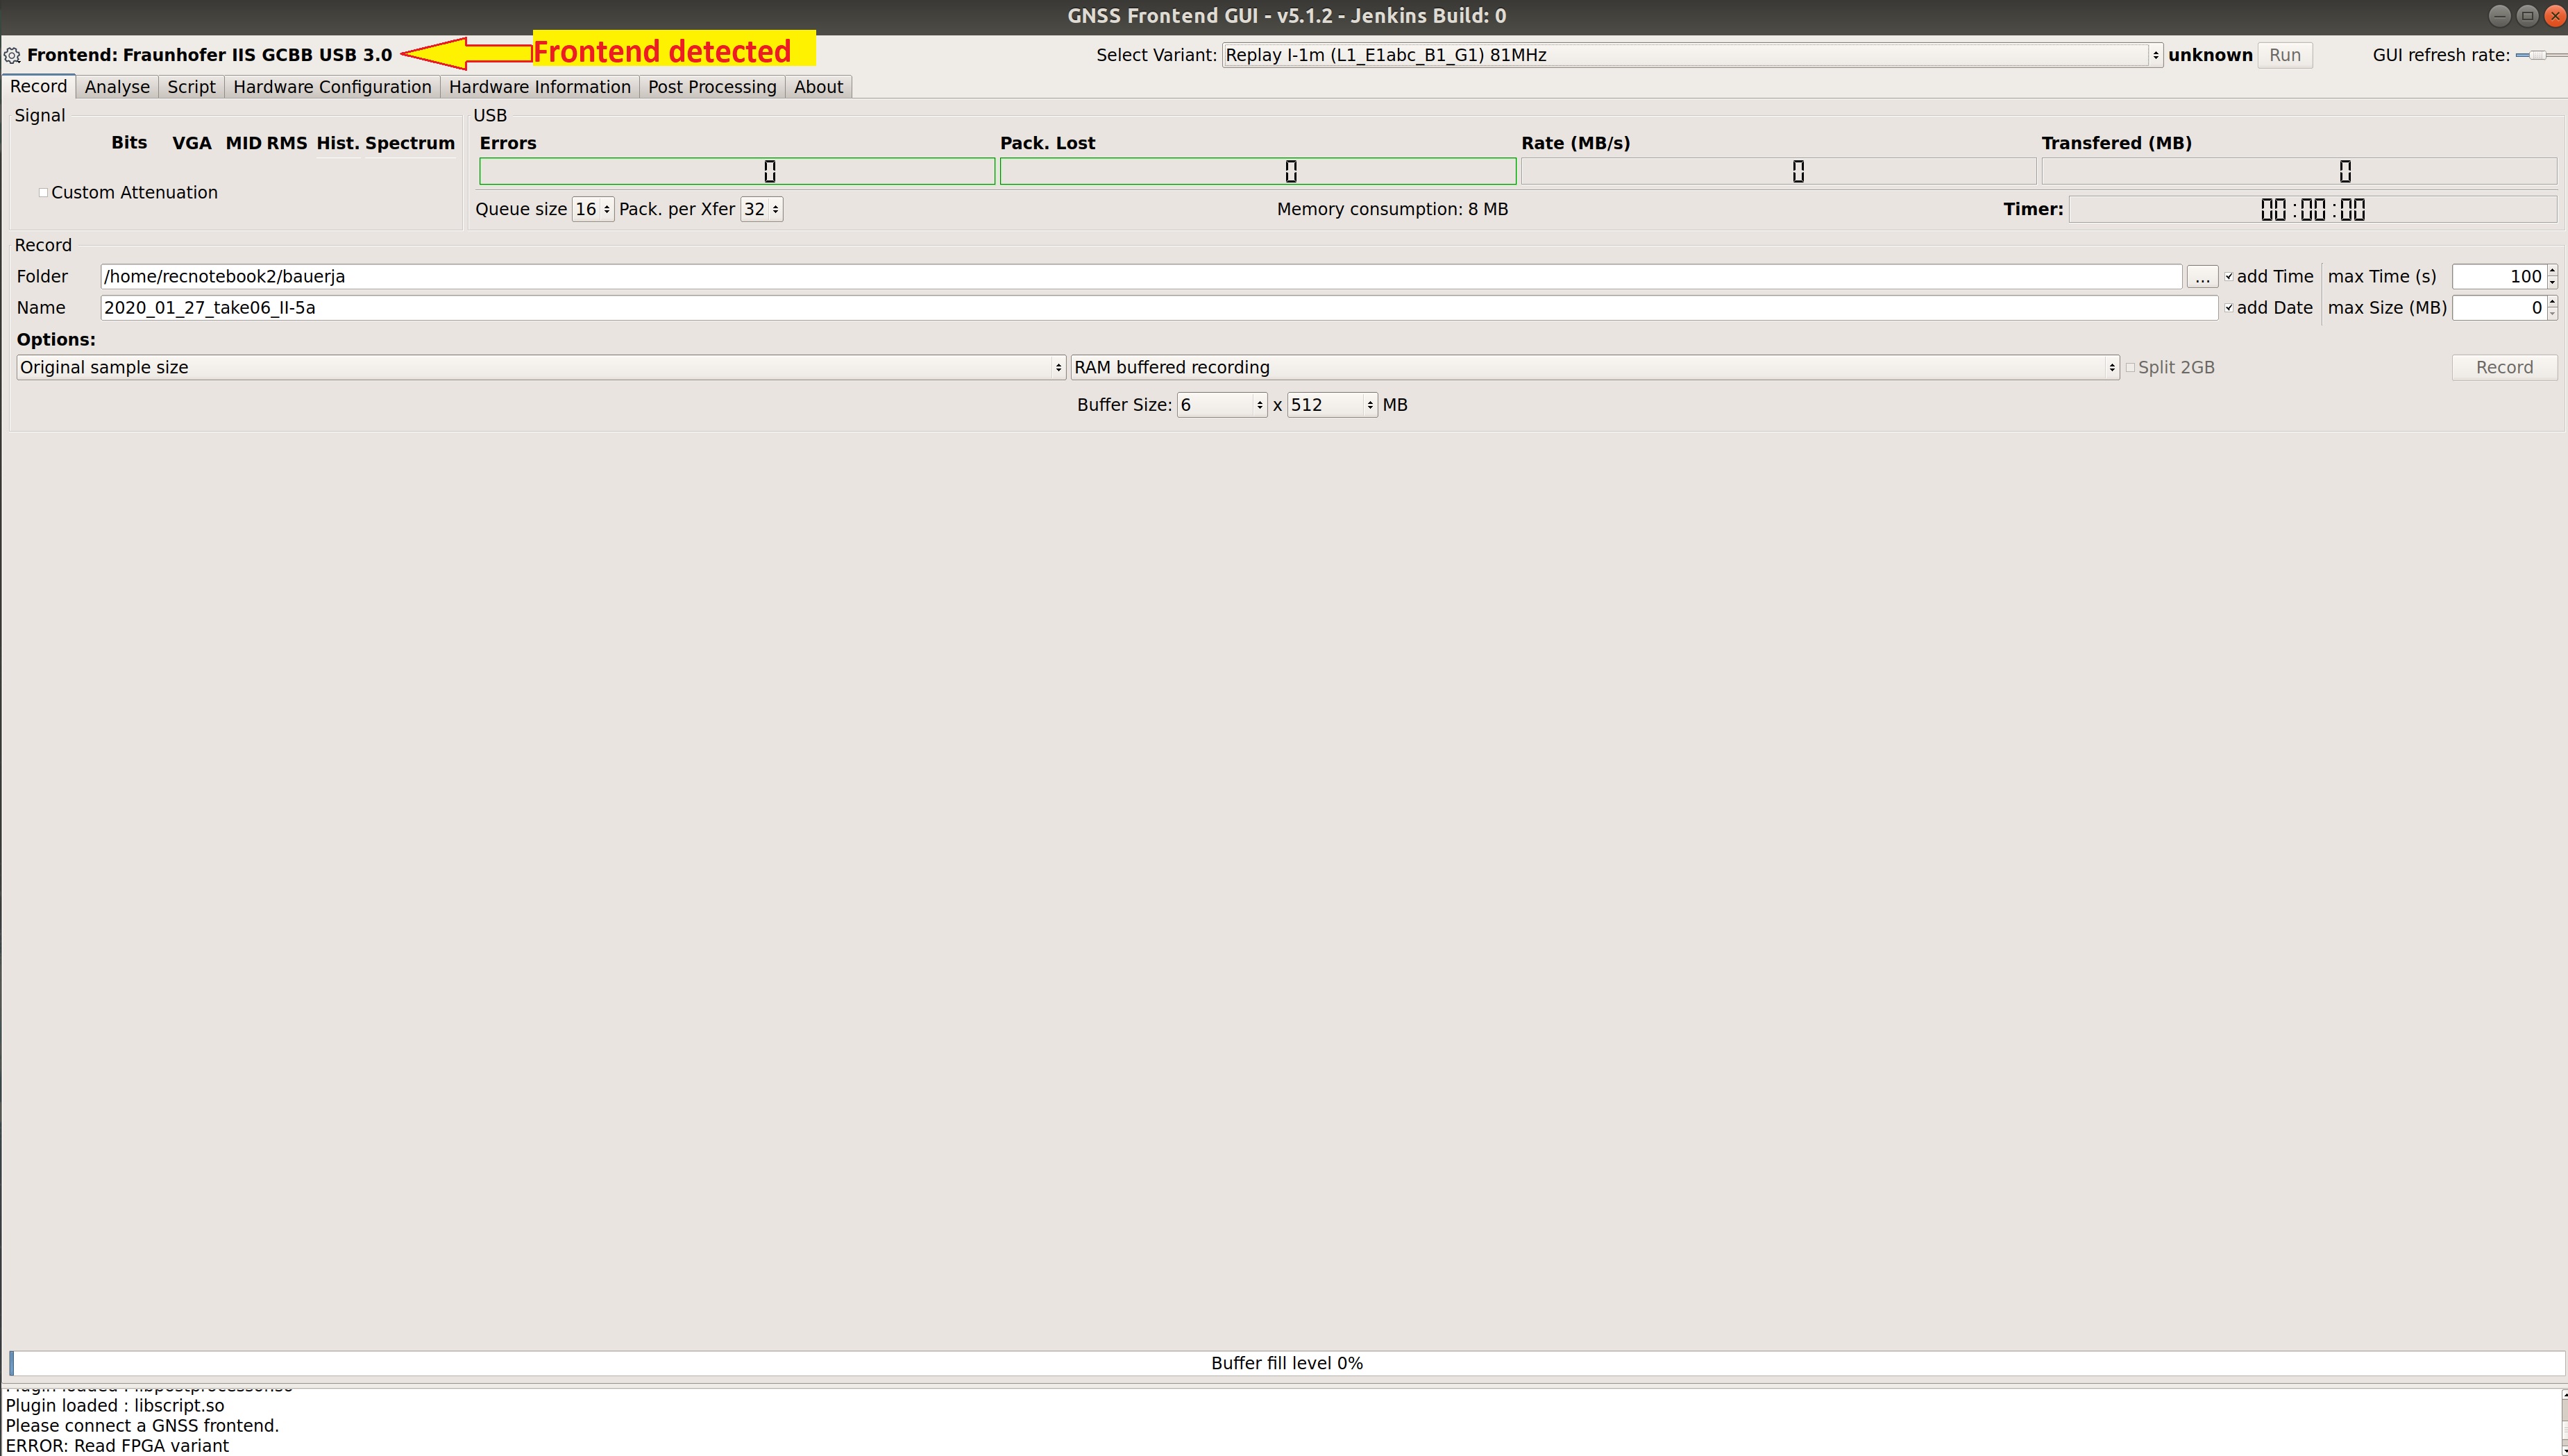 GNSS Frontend GUI - v5.1.2 - Jenkins Build: 0
Frontend: Fraunhofer IIS GCBB USB 3.0 Frontend detected Select Variant: Replay I-1m (L1_E1abc_B1_G1) 81MHz unknown Run GUI refresh rate:
Record Analyse Script Hardware Configuration Hardware Information Post Processing About
Signal USB
Bits VGA MID RMS Hist. Spectrum Errors Pack. Lost Rate (MB/s) Transfered (MB)
0 0 0 0
Custom Attenuation
Queue size 16 Pack. per Xfer 32 Memory consumption: 8 MB Timer: 00:00:00
Record
Folder /home/recnotebook2/bauerja ... add Time max Time (s) 100
Name 2020_01_27_take06_II-5a add Date max Size (MB) 0
Options:
Original sample size RAM buffered recording Split 2GB Record
Buffer Size: 6 x 512 MB
Buffer fill level 0%
Plugin loaded : libpostprocessor.so
Plugin loaded : libscript.so
Please connect a GNSS frontend.
ERROR: Read FPGA variant